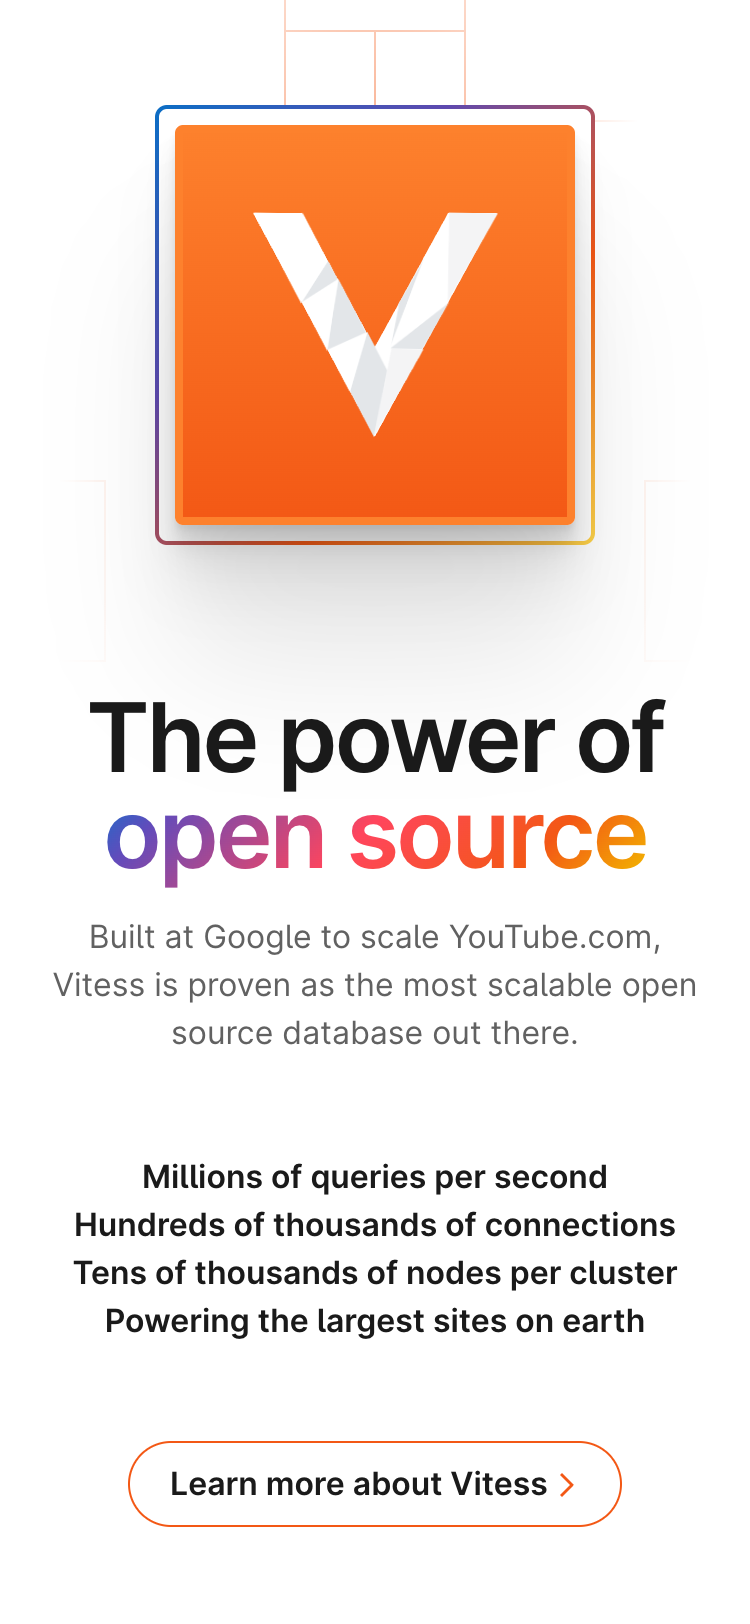 The power of
open source
Built at Google to scale YouTube.com,
Vitess is proven as the most scalable open
source database out there.
Millions of queries per second
Hundreds of thousands of connections
Tens of thousands of nodes per cluster
Powering the largest sites on earth
Learn more about Vitess